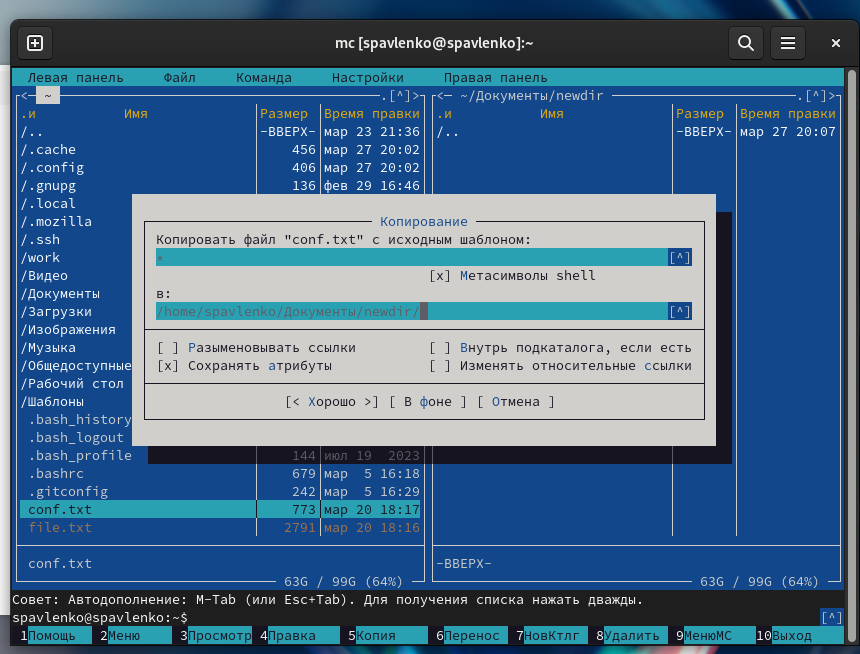 mc [spavlenko@spavlenko]:~
Левая панель Файл Команда Настройки Правая панель
<─ ~ .[^]> <─ ~/Документы/newdir .[^]>
.и Имя Размер Время правки .и Имя Размер Время правки
/.. -ВВЕРХ- мар 23 21:36 /.. -ВВЕРХ- мар 27 20:07
/.cache 456 мар 27 20:02
/.config 406 мар 27 20:02
/.gnupg 136 фев 29 16:46
/.local
/.mozilla
/.ssh
/work
/Видео
/Документы
/Загрузки
/Изображения
/Музыка
/Общедоступные
/Рабочий стол
/Шаблоны
.bash_history
.bash_logout
.bash_profile 144 июл 19 2023
.bashrc 679 мар 5 16:18
.gitconfig 242 мар 5 16:29
conf.txt 773 мар 20 18:17
file.txt 2791 мар 20 18:16
Копирование
Копировать файл "conf.txt" с исходным шаблоном:
* [^]
[x] Метасимволы shell
в:
/home/spavlenko/Документы/newdir/ [^]
[ ] Разыменовывать ссылки [ ] Внутрь подкаталога, если есть
[x] Сохранять атрибуты [ ] Изменять относительные ссылки
[< Хорошо >] [ В фоне ] [ Отмена ]
conf.txt -ВВЕРХ-
63G / 99G (64%) 63G / 99G (64%)
Совет: Автодополнение: M-Tab (или Esc+Tab). Для получения списка нажать дважды.
spavlenko@spavlenko:~$ [^]
1Помощь 2Меню 3Просмотр 4Правка 5Копия 6Перенос 7НовКтлг 8Удалить 9МенюМС 10Выход